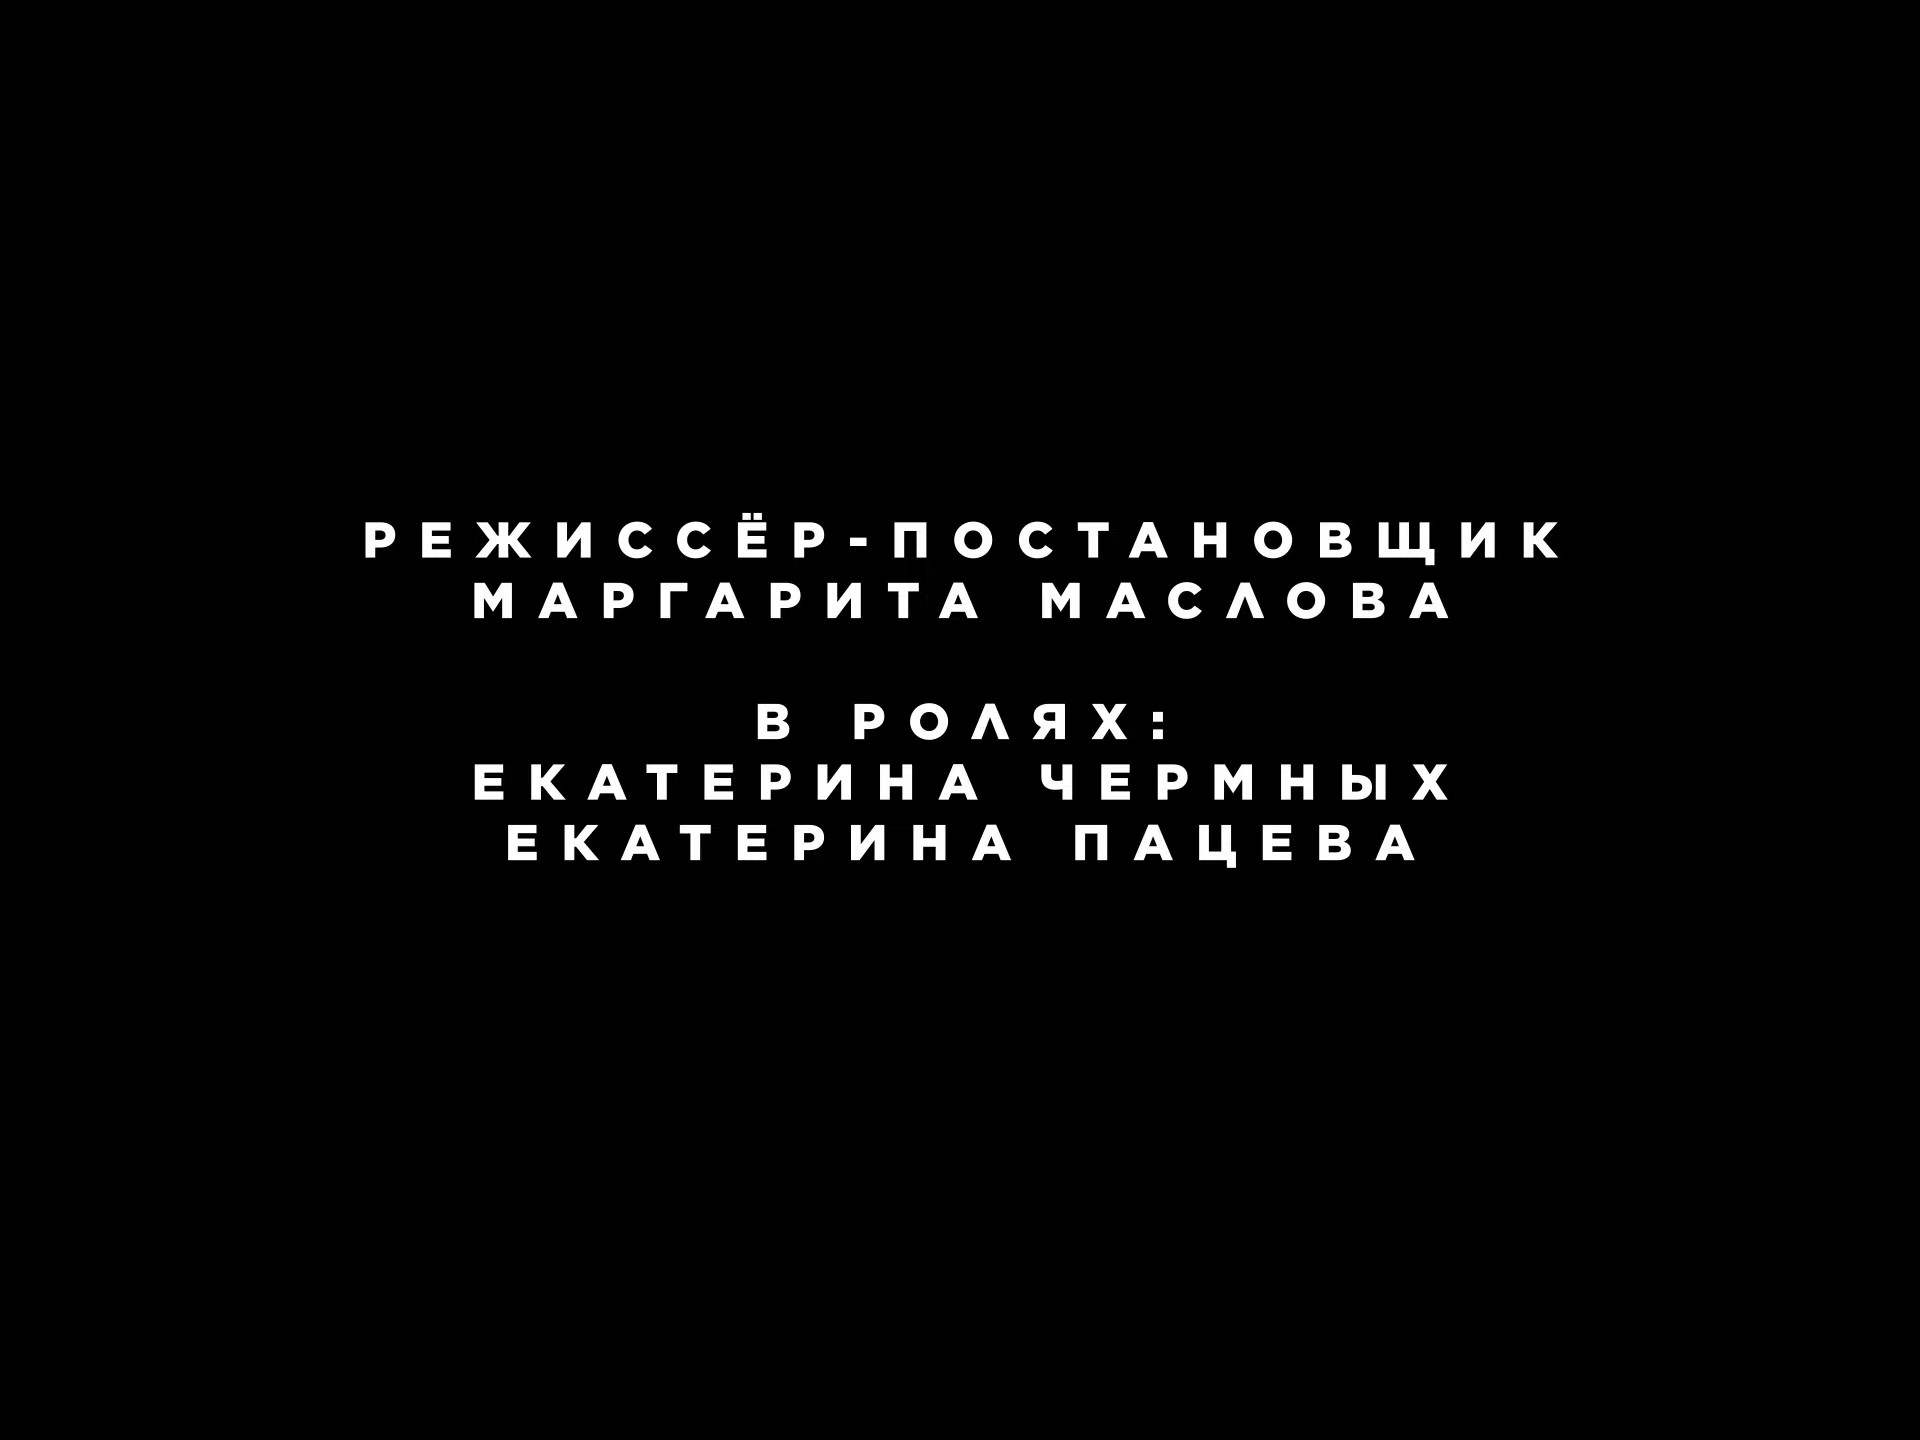 РЕЖИССЁР-ПОСТАНОВЩИК
МАРГАРИТА МАСЛОВА
В РОЛЯХ:
ЕКАТЕРИНА ЧЕРМНЫХ
ЕКАТЕРИНА ПАЦЕВА